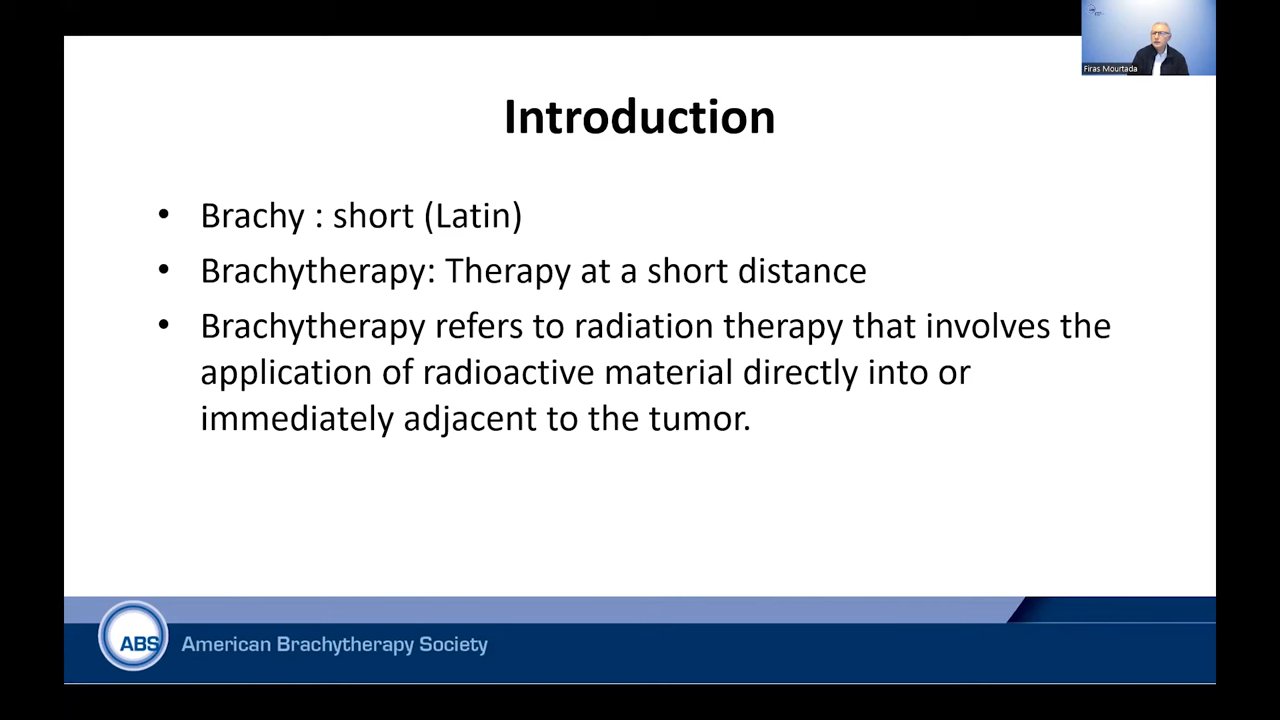 Firas Mourtada
Introduction
• Brachy : short (Latin)
• Brachytherapy: Therapy at a short distance
• Brachytherapy refers to radiation therapy that involves the
application of radioactive material directly into or
immediately adjacent to the tumor.
ABS American Brachytherapy Society